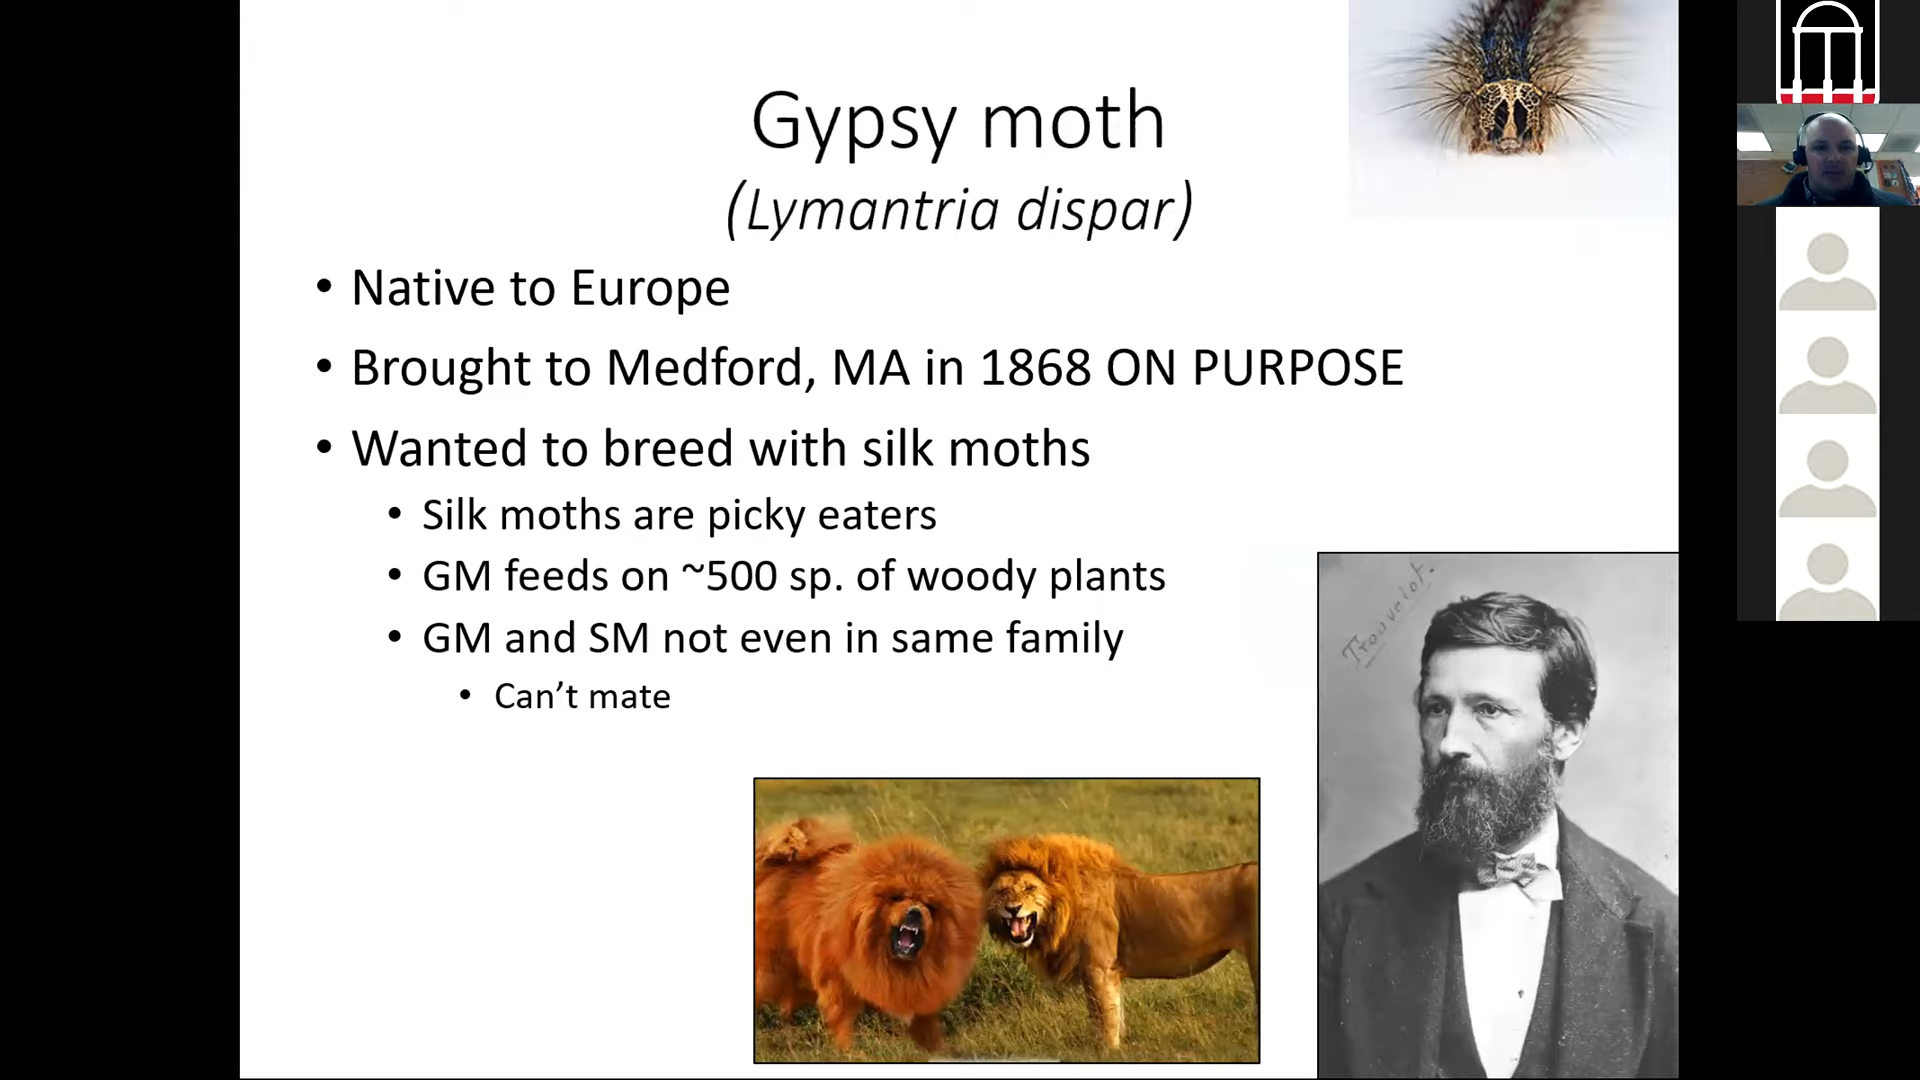 Gypsy moth
(Lymantria dispar)
• Native to Europe
• Brought to Medford, MA in 1868 ON PURPOSE
• Wanted to breed with silk moths
• Silk moths are picky eaters
• GM feeds on ~500 sp. of woody plants
• GM and SM not even in same family
• Can’t mate
Trouvelot.